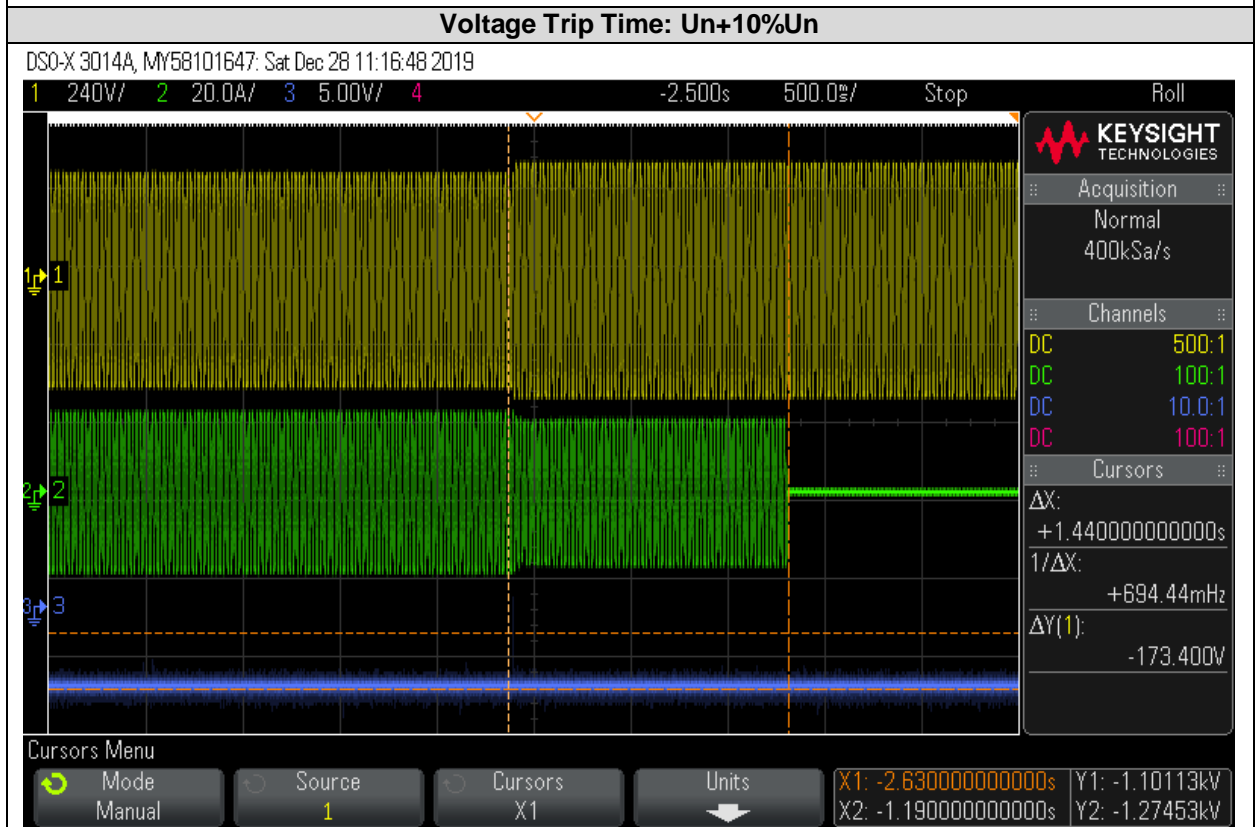 Voltage Trip Time: Un+10%Un
DSO-X 3014A, MY58101647: Sat Dec 28 11:16:48 2019
1 240V/ 2 20.0A/ 3 5.00V/ 4 -2.500s 500.0ms/ Stop Roll
KEYSIGHT
TECHNOLOGIES
Acquisition
Normal
400kSa/s
1 1
Channels
DC 500:1
DC 100:1
DC 10.0:1
DC 100:1
Cursors
2 2
ΔX:
+1.440000000000s
1/ΔX:
+694.44mHz
3 3
ΔY(1):
-173.400V
Cursors Menu
Mode
Manual
Source
1
Cursors
X1
Units
X1: -2.630000000000s Y1: -1.10113kV
X2: -1.190000000000s Y2: -1.27453kV